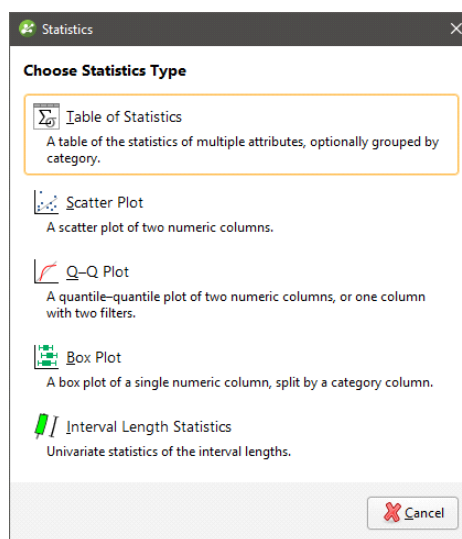 Statistics
Choose Statistics Type
Table of Statistics
A table of the statistics of multiple attributes, optionally grouped by
category.
Scatter Plot
A scatter plot of two numeric columns.
Q–Q Plot
A quantile–quantile plot of two numeric columns, or one column
with two filters.
Box Plot
A box plot of a single numeric column, split by a category column.
Interval Length Statistics
Univariate statistics of the interval lengths.
Cancel